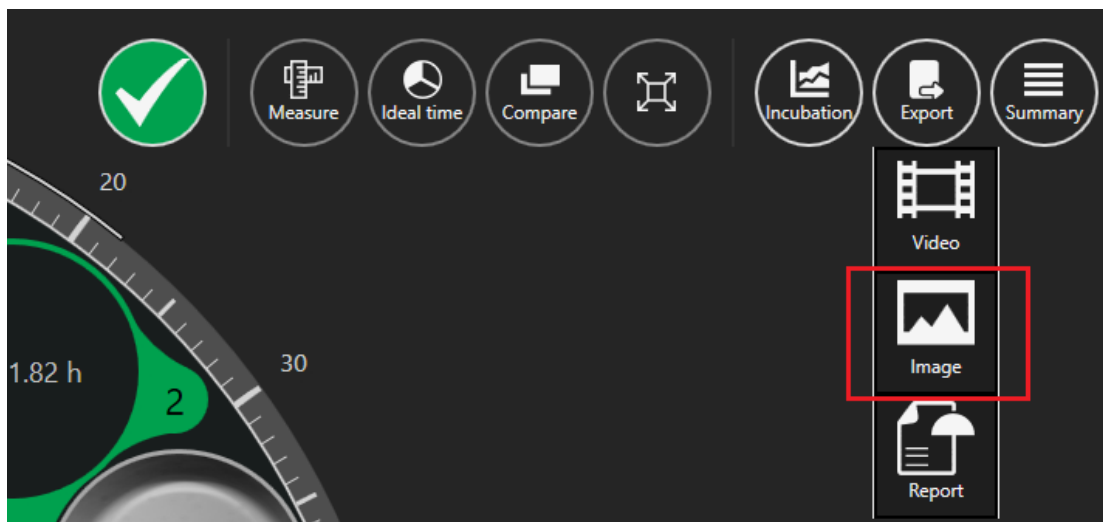 Measure
Ideal time
Compare
Incubation
Export
Summary
20
Video
30
1.82 h
2
Image
Report